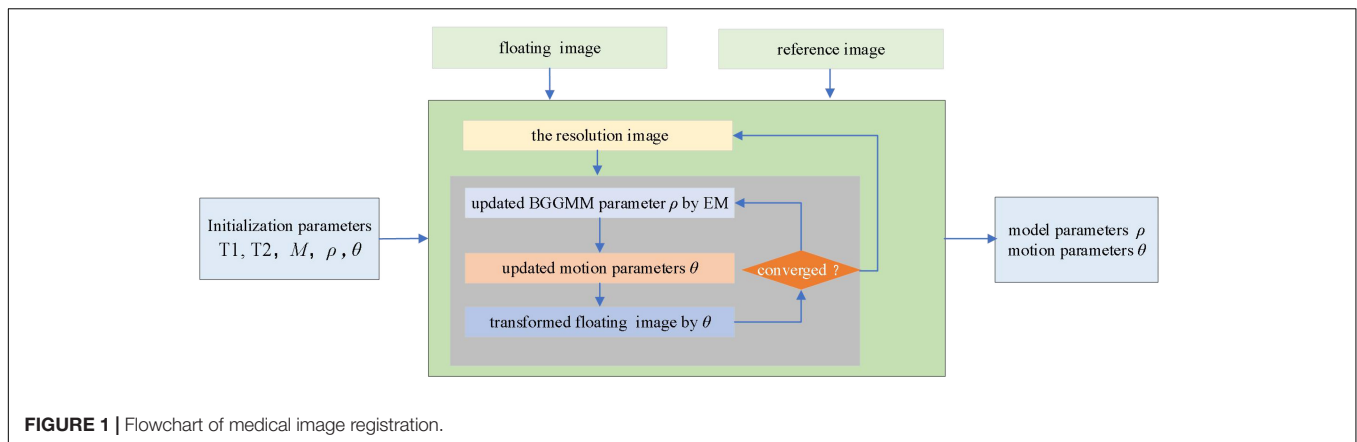 floating image
reference image
the resolution image
Initialization parameters
T1, T2, M, ρ, θ
updated BGGMM parameter ρ by EM
updated motion parameters θ
converged ?
transformed floating image by θ
model parameters ρ
motion parameters θ
FIGURE 1 | Flowchart of medical image registration.